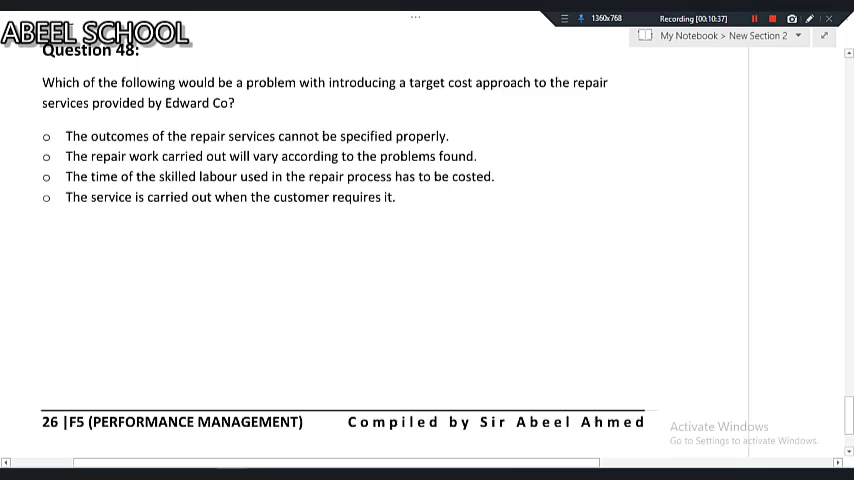 ABEEL SCHOOL
1360x768
Recording [00:10:37]
My Notebook > New Section 2
Question 48:
Which of the following would be a problem with introducing a target cost approach to the repair
services provided by Edward Co?
o The outcomes of the repair services cannot be specified properly.
o The repair work carried out will vary according to the problems found.
o The time of the skilled labour used in the repair process has to be costed.
o The service is carried out when the customer requires it.
26 |F5 (PERFORMANCE MANAGEMENT) Compiled by Sir Abeel Ahmed
Activate Windows
Go to Settings to activate Windows.